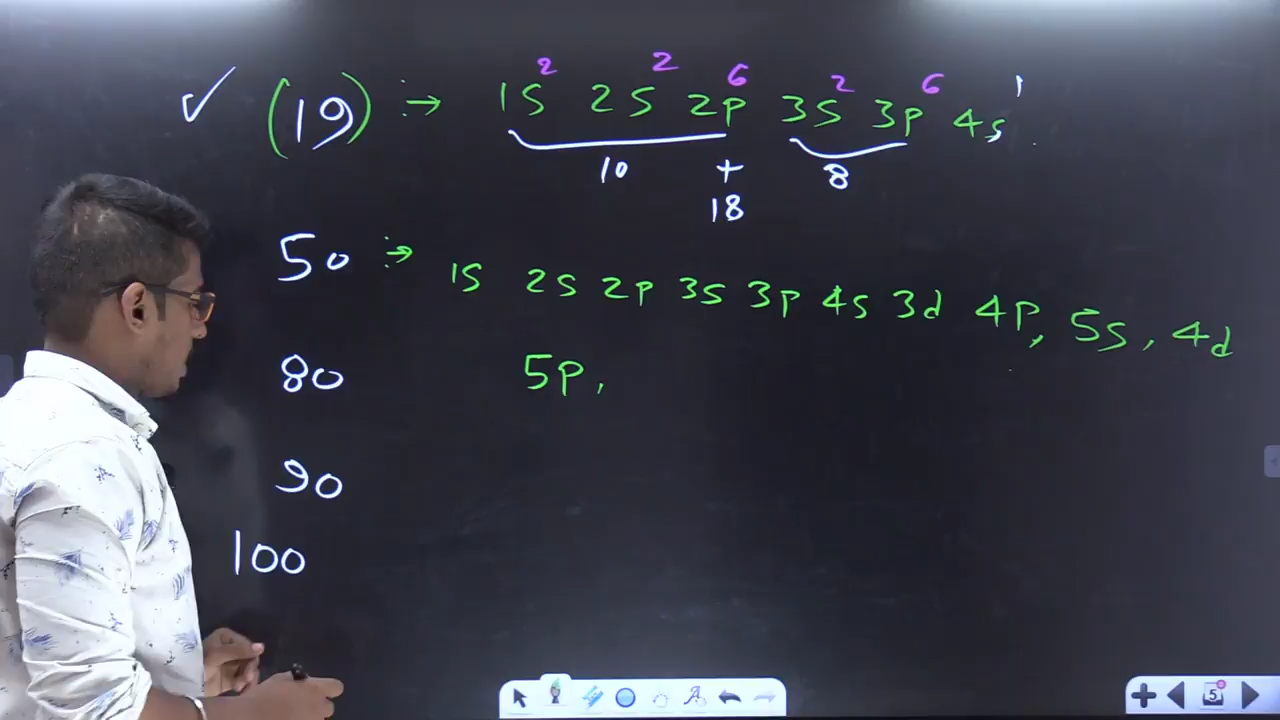 ✓ (19) :→ 1s² 2s² 2p⁶ 3s² 3p⁶ 4s¹
10 + 8
18
50 :→ 1s 2s 2p 3s 3p 4s 3d 4p, 5s, 4d
80 5p,
90
100
5